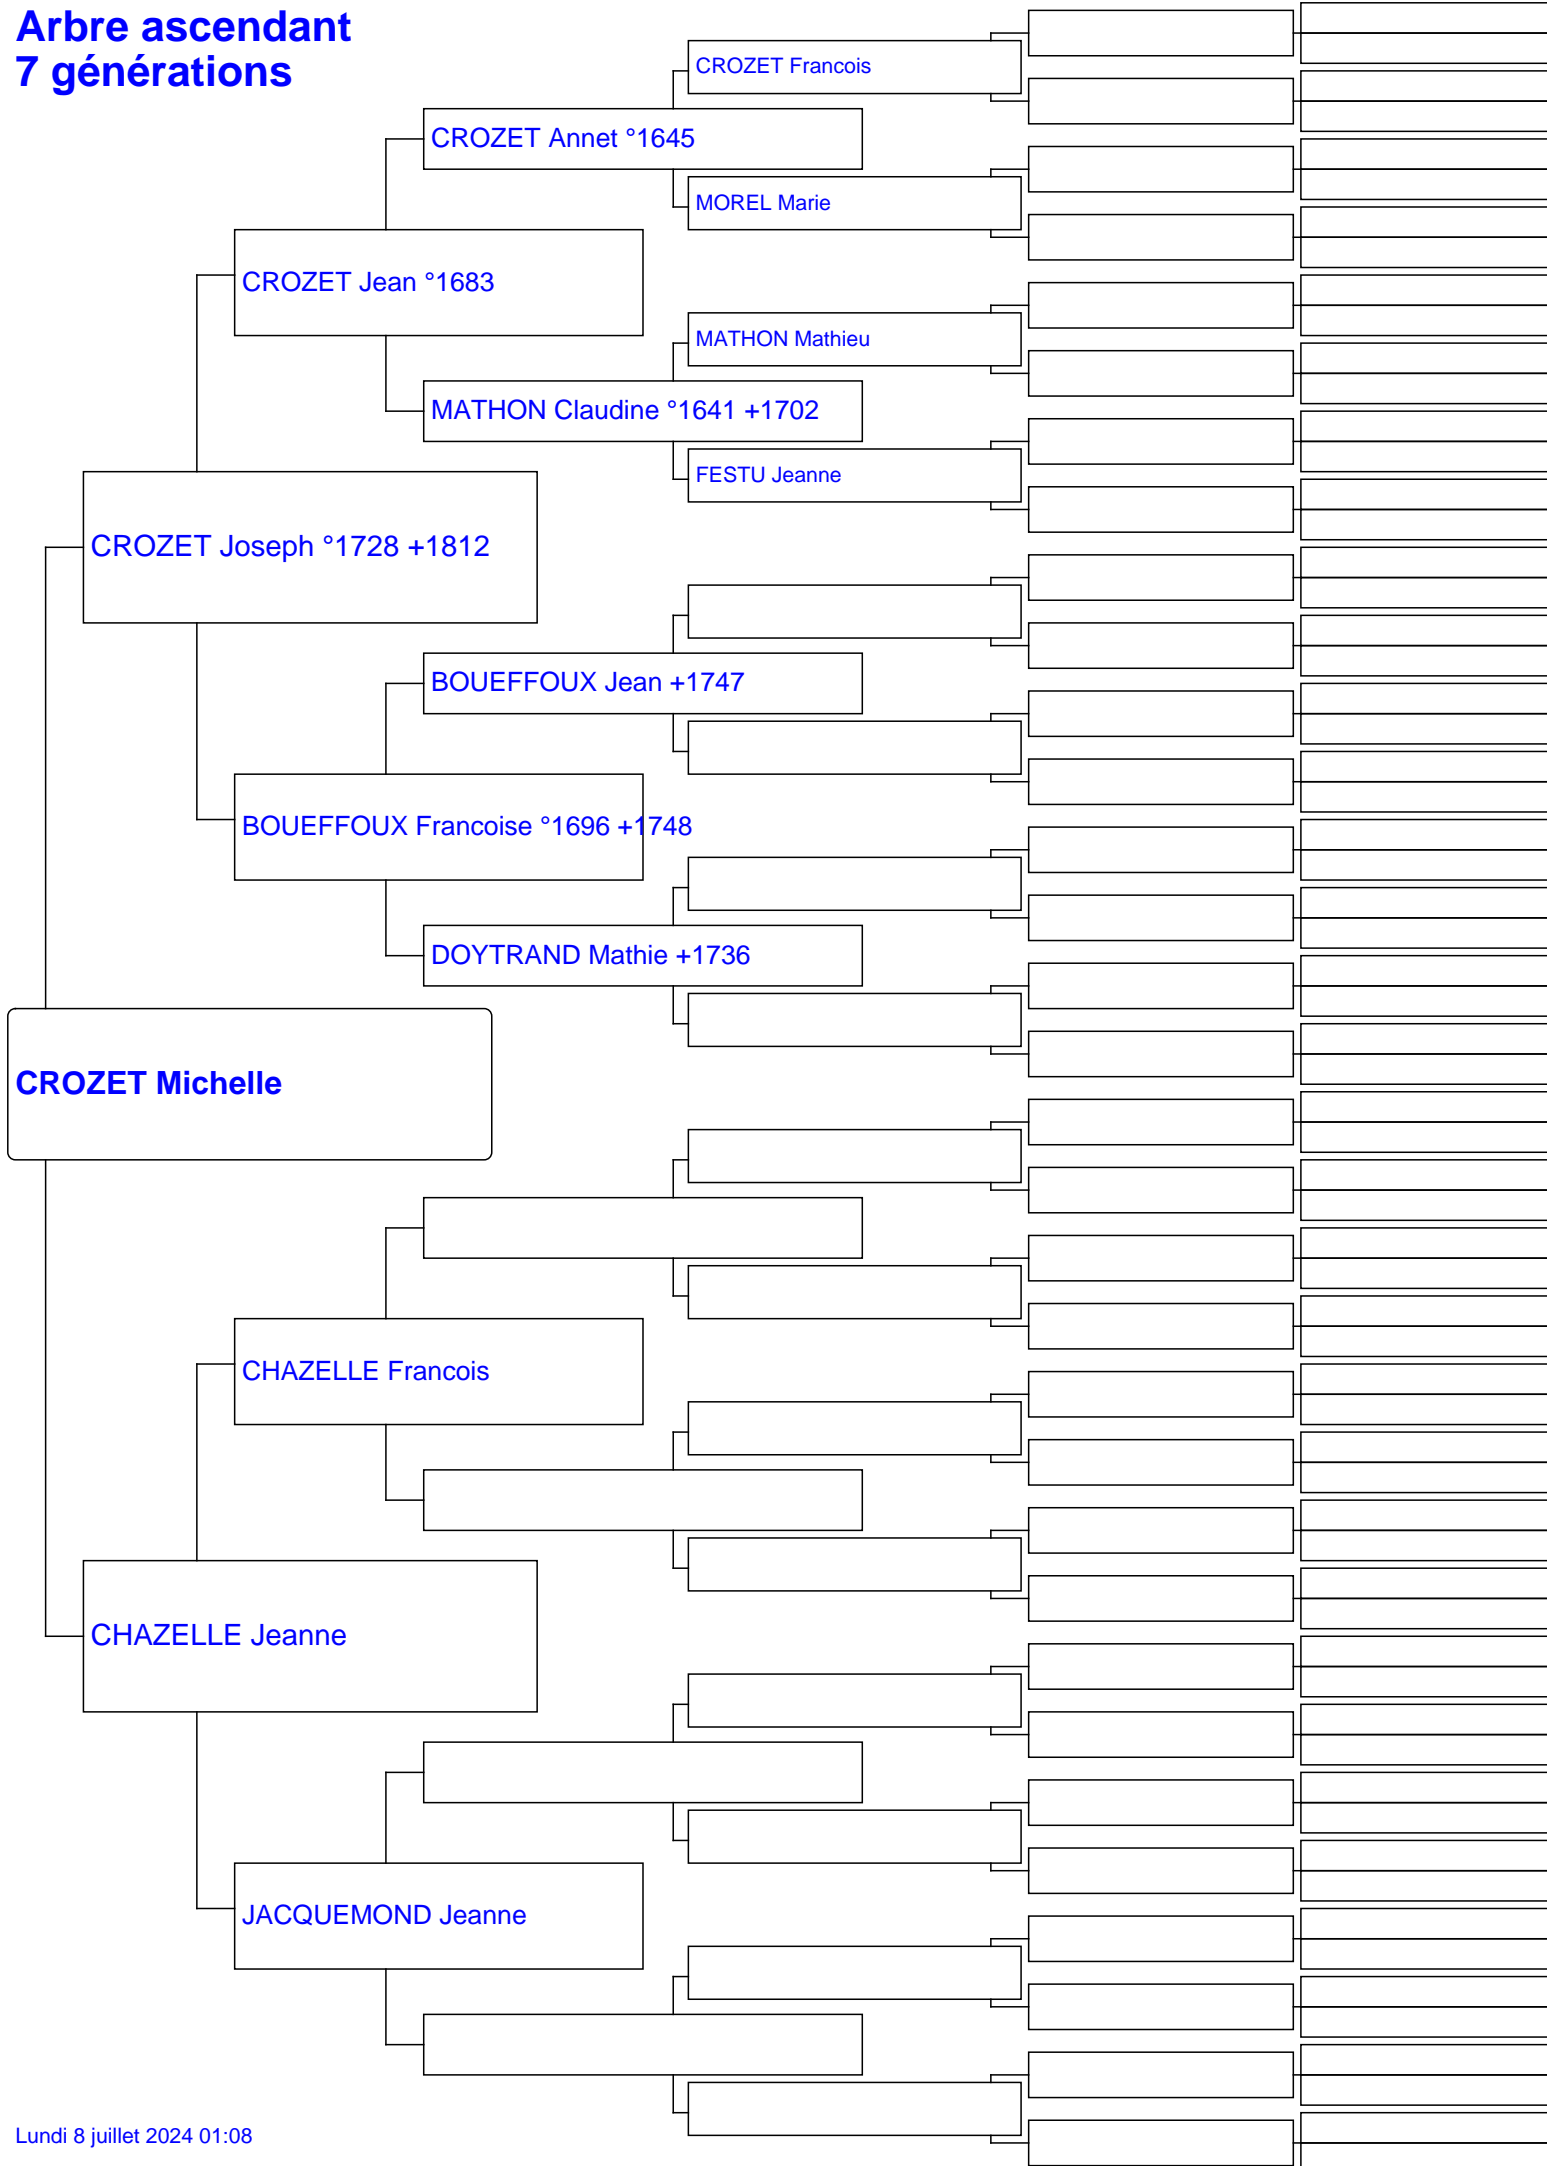 Arbre ascendant
7 générations
CROZET Francois
CROZET Annet °1645
MOREL Marie
CROZET Jean °1683
MATHON Mathieu
MATHON Claudine °1641 +1702
FESTU Jeanne
CROZET Joseph °1728 +1812
BOUEFFOUX Jean +1747
BOUEFFOUX Francoise °1696 +1748
DOYTRAND Mathie +1736
CROZET Michelle
CHAZELLE Francois
CHAZELLE Jeanne
JACQUEMOND Jeanne
Lundi 8 juillet 2024 01:08